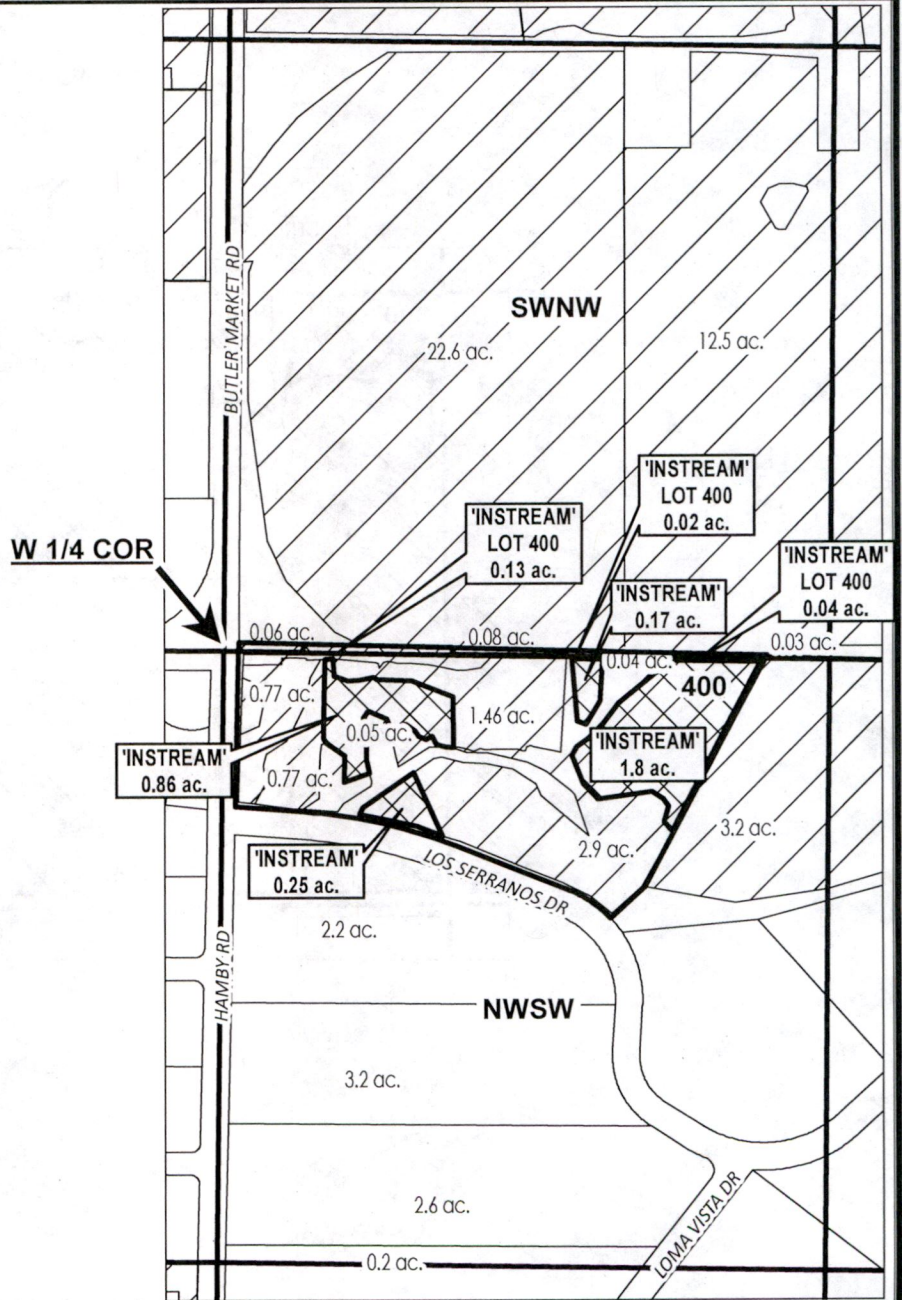 BUTLER MARKET RD
SWNW
22.6 ac.
12.5 ac.
'INSTREAM'
LOT 400
0.02 ac.
'INSTREAM'
LOT 400
0.13 ac.
W 1/4 COR
'INSTREAM'
LOT 400
0.04 ac.
'INSTREAM'
0.17 ac.
0.06 ac.
0.08 ac.
0.03 ac.
0.04 ac.
400
0.77 ac.
1.46 ac.
0.05 ac.
'INSTREAM'
0.86 ac.
'INSTREAM'
1.8 ac.
0.77 ac.
3.2 ac.
2.9 ac.
'INSTREAM'
0.25 ac.
LOS SERRANOS DR
2.2 ac.
HAMBY RD
NWSW
3.2 ac.
2.6 ac.
LOMA VISTA DR
0.2 ac.